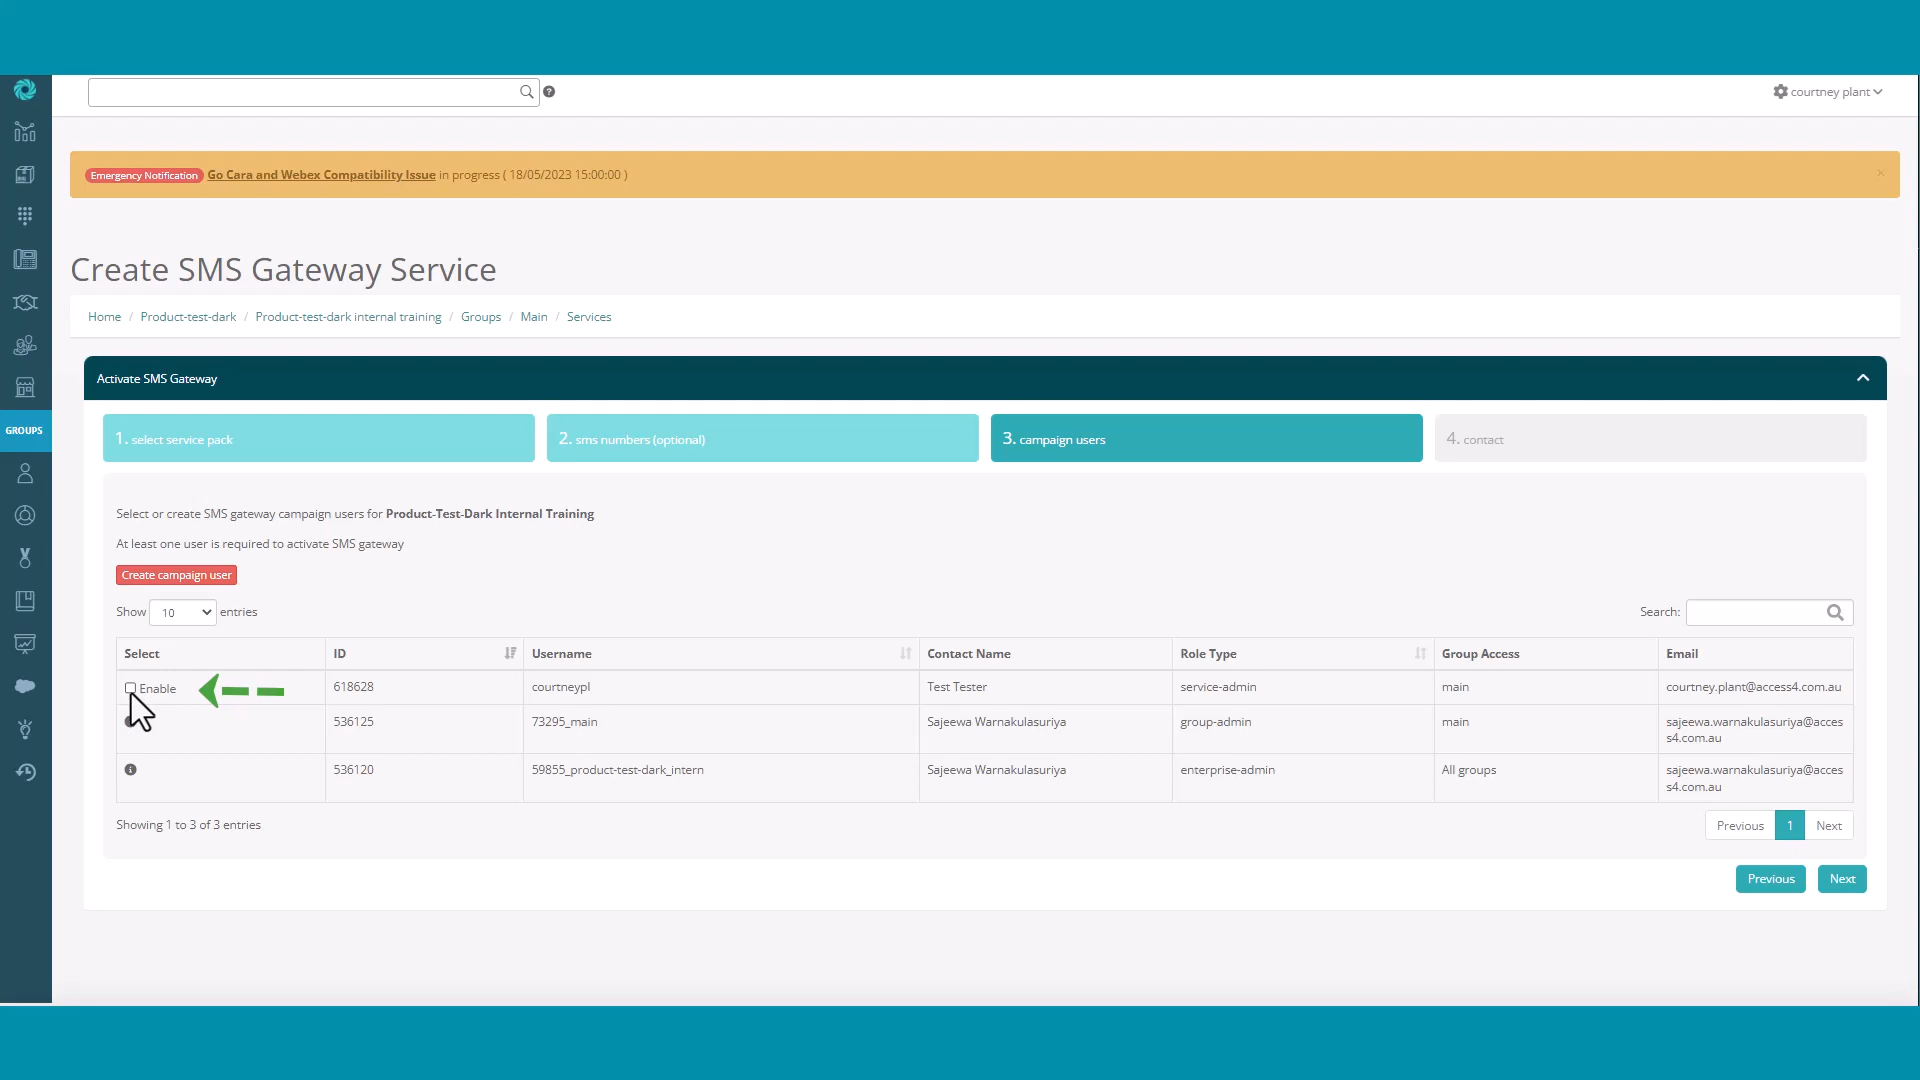 courtney plant
Emergency Notification Go Cara and Webex Compatibility Issue in progress ( 18/05/2023 15:00:00 )
×
Create SMS Gateway Service
Home / Product-test-dark / Product-test-dark internal training / Groups / Main / Services
Activate SMS Gateway
GROUPS
1. select service pack
2. sms numbers (optional)
3. campaign users
4. contact
Select or create SMS gateway campaign users for Product-Test-Dark Internal Training
At least one user is required to activate SMS gateway
Create campaign user
Show 10 entries
Search:
Select ID Username Contact Name Role Type Group Access Email
Enable 618628 courtneypl Test Tester service-admin main courtney.plant@access4.com.au
536125 73295_main Sajeewa Warnakulasuriya group-admin main sajeewa.warnakulasuriya@acces
s4.com.au
536120 59855_product-test-dark_intern Sajeewa Warnakulasuriya enterprise-admin All groups sajeewa.warnakulasuriya@acces
s4.com.au
Showing 1 to 3 of 3 entries
Previous 1 Next
Previous Next